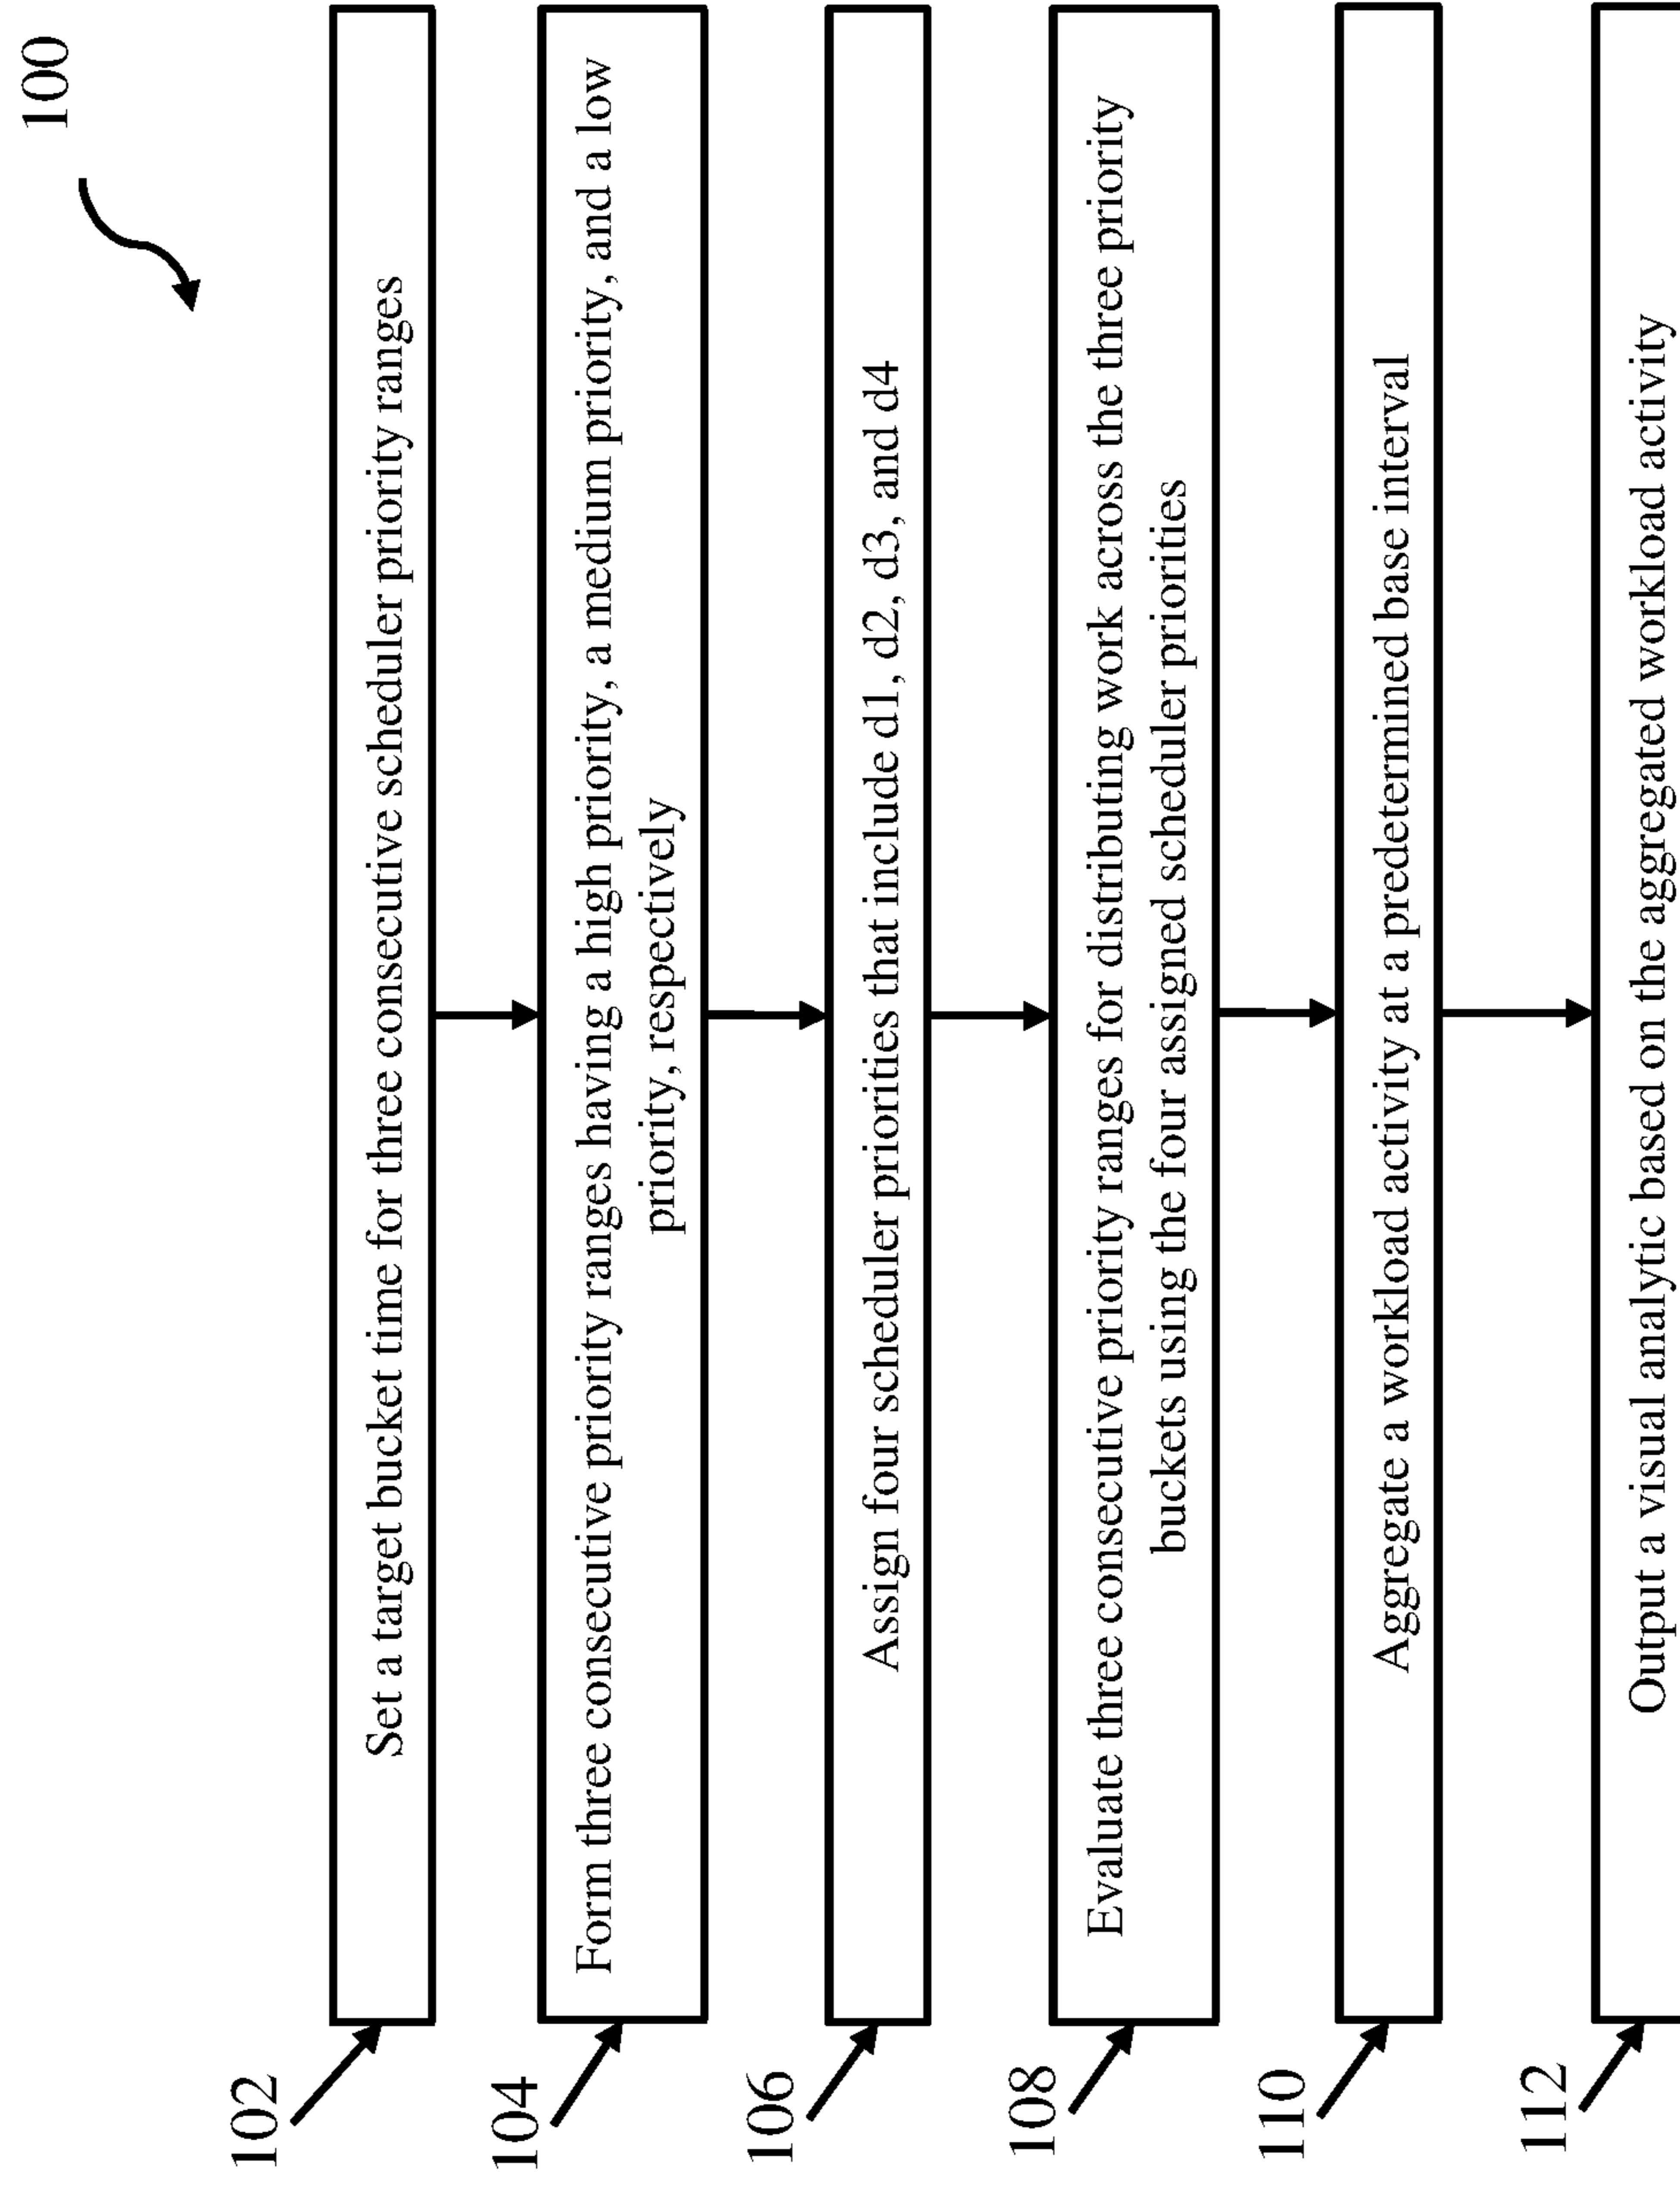 100
102
Set a target bucket time for three consecutive scheduler priority ranges
104
Form three consecutive priority ranges having a high priority, a medium priority, and a low
priority, respectively
106
Assign four scheduler priorities that include d1, d2, d3, and d4
108
Evaluate three consecutive priority ranges for distributing work across the three priority
buckets using the four assigned scheduler priorities
110
Aggregate a workload activity at a predetermined base interval
112
Output a visual analytic based on the aggregated workload activity